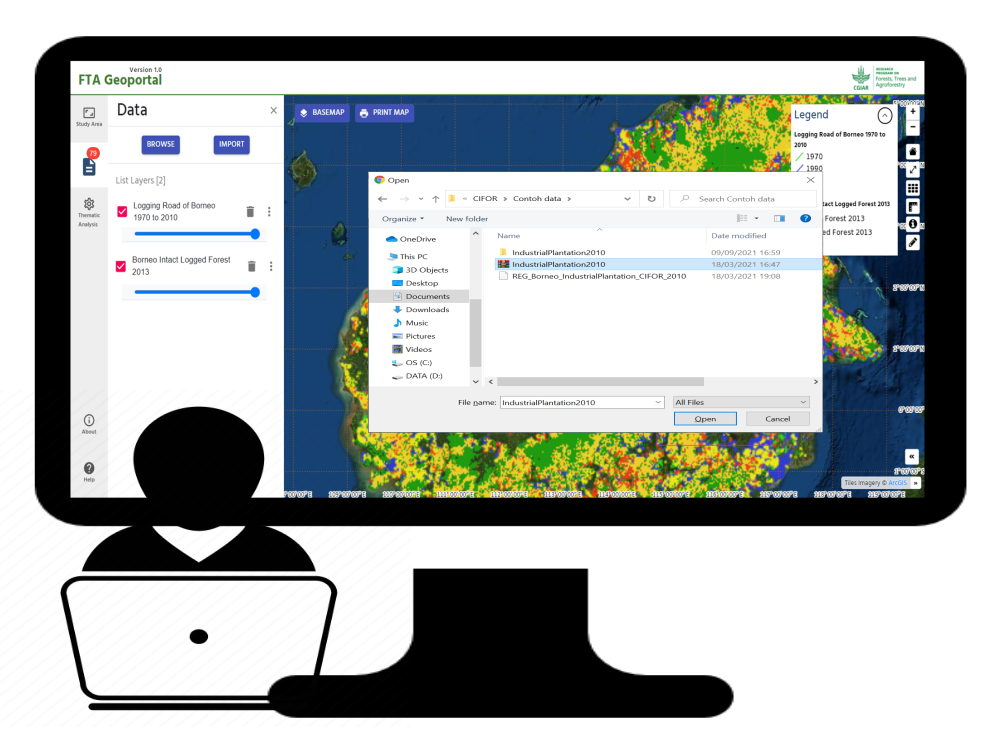 Version 1.0
FTA Geoportal
RESEARCH
PROGRAM ON
Forests, Trees and
Agroforestry
CGIAR
Study Area
79
Thematic
Analysis
About
Help
Data
×
BROWSE
IMPORT
List Layers [2]
Logging Road of Borneo
1970 to 2010
Borneo Intact Logged Forest
2013
BASEMAP
PRINT MAP
Legend
Logging Road of Borneo 1970 to
2010
1970
1990
tact Logged Forest 2013
Forest 2013
ed Forest 2013
+
−
Open
CIFOR > Contoh data >
Search Contoh data
Organize
New folder
OneDrive
This PC
3D Objects
Desktop
Documents
Downloads
Music
Pictures
Videos
OS (C:)
DATA (D:)
Name
Date modified
IndustrialPlantation2010
09/09/2021 16:59
IndustrialPlantation2010
18/03/2021 16:47
REG_Borneo_IndustrialPlantation_CIFOR_2010
18/03/2021 19:08
File name:
IndustrialPlantation2010
All Files
Open
Cancel
2°00'00"N
0°00'00"
Tiles Imagery © ArcGIS
»
«